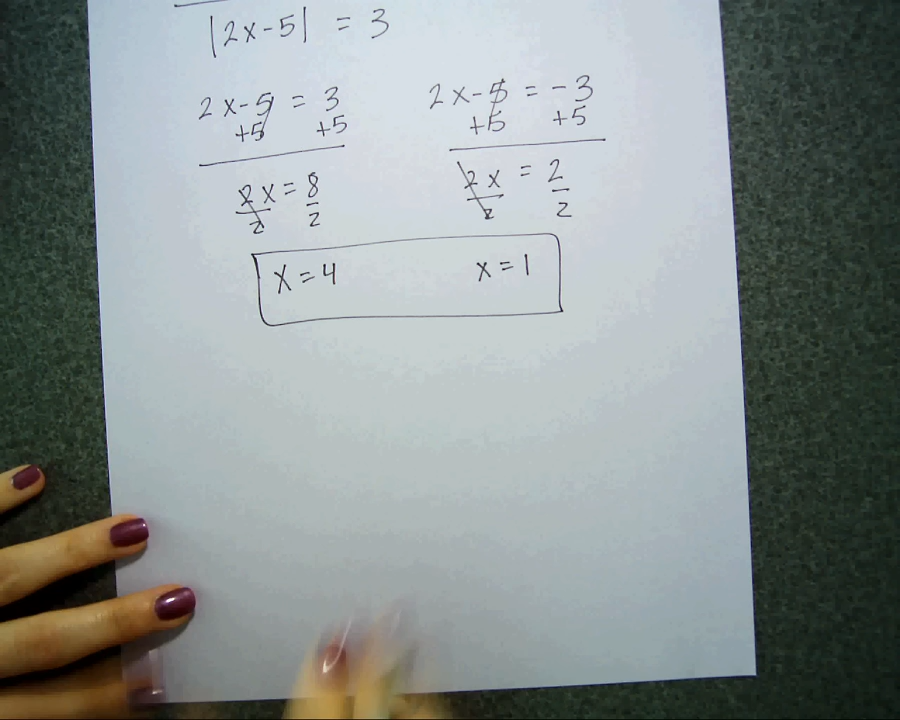 |2x-5| = 3
2x-5 = 3
+5 +5
2x = 8
2 2
x = 4
2x-5 = -3
+5 +5
2x = 2
2 2
x = 1